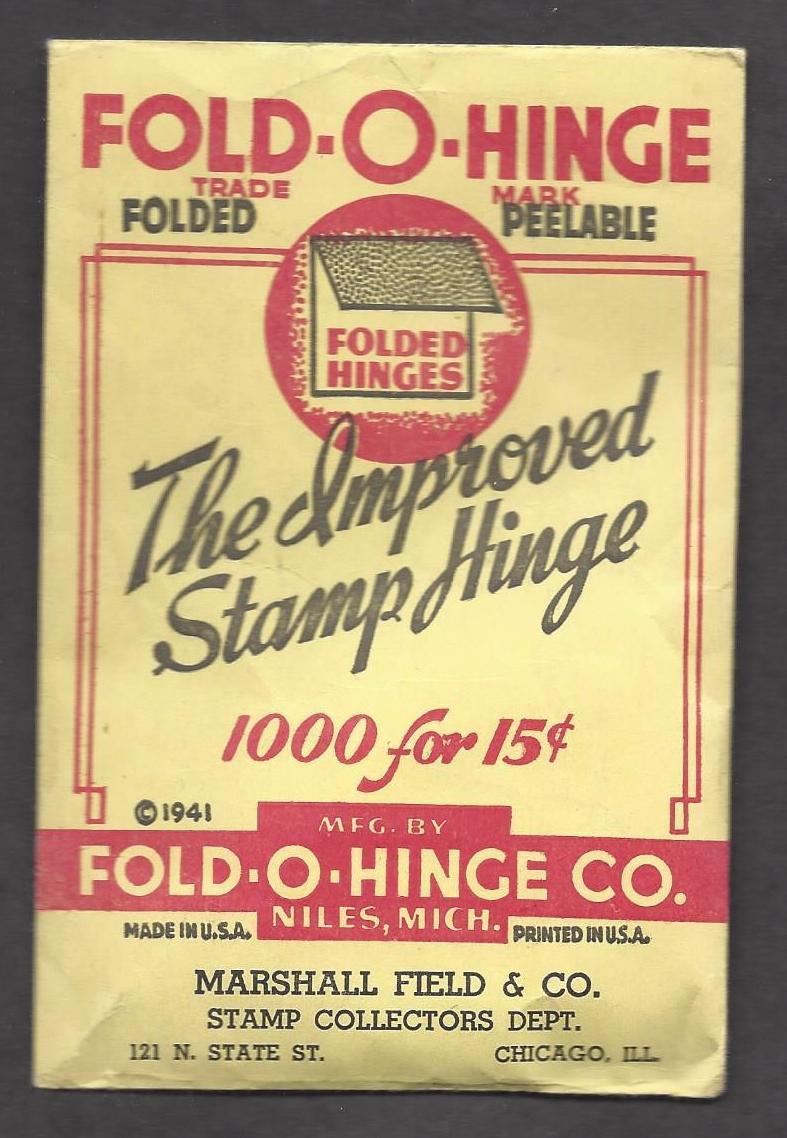 FOLD-O-HINGE
TRADE MARK
FOLDED PEELABLE
FOLDED
HINGES
The Improved
Stamp Hinge
1000 for 15¢
©1941
MFG. BY
FOLD-O-HINGE CO.
NILES, MICH.
MADE IN U.S.A. PRINTED IN U.S.A.
MARSHALL FIELD & CO.
STAMP COLLECTORS DEPT.
121 N. STATE ST. CHICAGO, ILL.